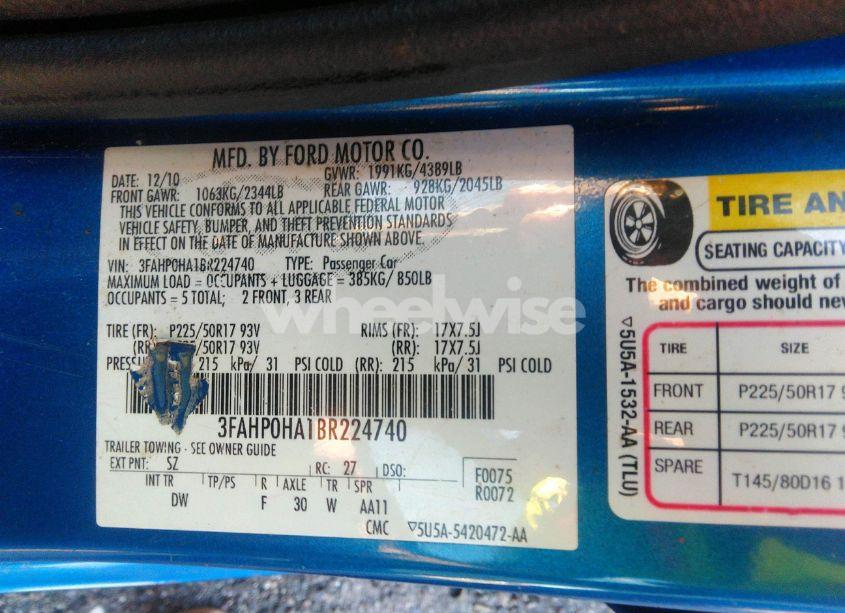 MFD. BY FORD MOTOR CO.
DATE: 12/10 GVWR: 1991KG/4389LB
FRONT GAWR: 1063KG/2344LB REAR GAWR: 928KG/2045LB
THIS VEHICLE CONFORMS TO ALL APPLICABLE FEDERAL MOTOR
VEHICLE SAFETY, BUMPER, AND THEFT PREVENTION STANDARDS
IN EFFECT ON THE DATE OF MANUFACTURE SHOWN ABOVE.
VIN: 3FAHP0HA1BR224740 TYPE: Passenger Car
MAXIMUM LOAD = OCCUPANTS + LUGGAGE = 385KG/ 850LB
OCCUPANTS = 5 TOTAL; 2 FRONT, 3 REAR
wheelwise
TIRE (FR): P225/50R17 93V RIMS (FR): 17X7.5J
(RR): P225/50R17 93V (RR): 17X7.5J
215 kPa/ 31 PSI COLD (RR): 215 kPa/ 31 PSI COLD
3FAHP0HA1BR224740
TRAILER TOWING - SEE OWNER GUIDE
EXT PNT: SZ RC: 27 DSO: F0075
R0072
INT TR TP/PS R AXLE TR SPR
DW F 30 W AA11
CMC ▽5U5A-5420472-AA
TIRE AN
SEATING CAPACITY
The combined weight of
and cargo should nev
▽5U5A-1532-AA (TLU)
TIRE SIZE
FRONT P225/50R17 9
REAR P225/50R17 9
SPARE T145/80D16 1